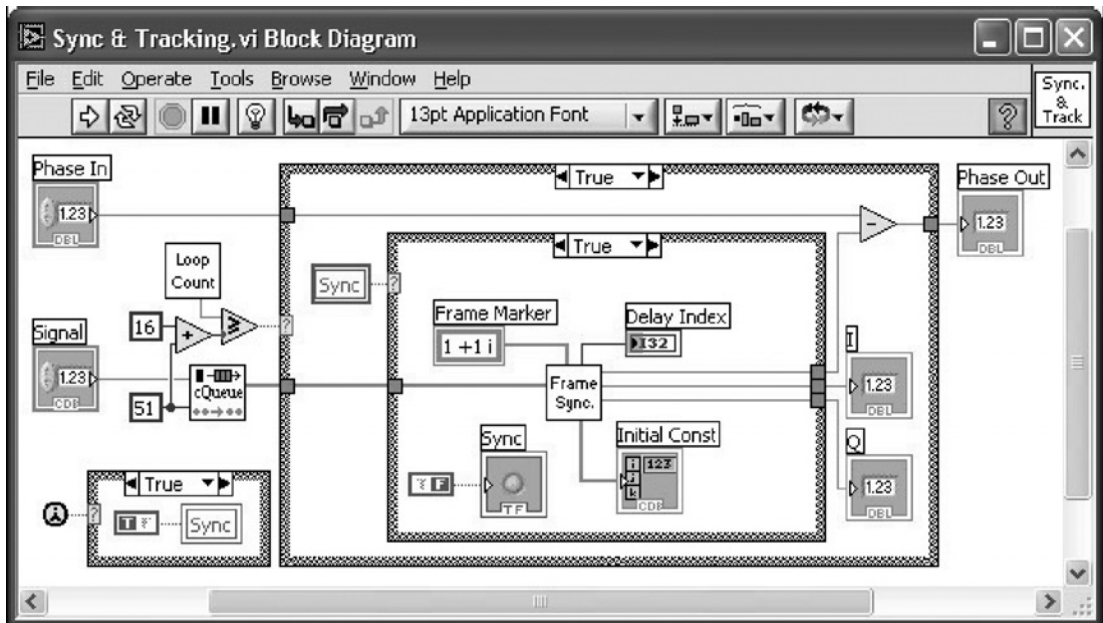 Sync & Tracking.vi Block Diagram
File Edit Operate Tools Browse Window Help
13pt Application Font
Sync.
&
Track
Phase In
1.23
DBL
True
Phase Out
1.23
DBL
Loop
Count
True
Sync
?
Frame Marker
1 +1 i
Delay Index
I32
16
+
≥
?
−
Signal
1.23
CDB
51
cQueue
Frame
Sync.
I
1.23
DBL
Sync
F
TF
Initial Const
i
j
k
123
CDB
Q
1.23
DBL
True
?
T
Sync